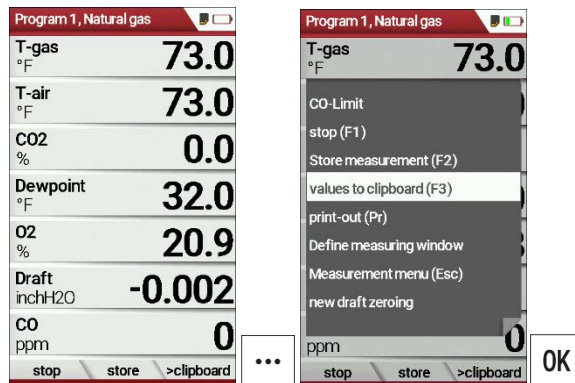 Program 1, Natural gas
T-gas
°F
73.0
T-air
°F
73.0
CO2
%
0.0
Dewpoint
°F
32.0
O2
%
20.9
Draft
inchH2O
-0.002
CO
ppm
0
stop
store
>clipboard
...
Program 1, Natural gas
T-gas
°F
73.0
CO-Limit
stop (F1)
Store measurement (F2)
values to clipboard (F3)
print-out (Pr)
Define measuring window
Measurement menu (Esc)
new draft zeroing
ppm
0
stop
store
>clipboard
OK